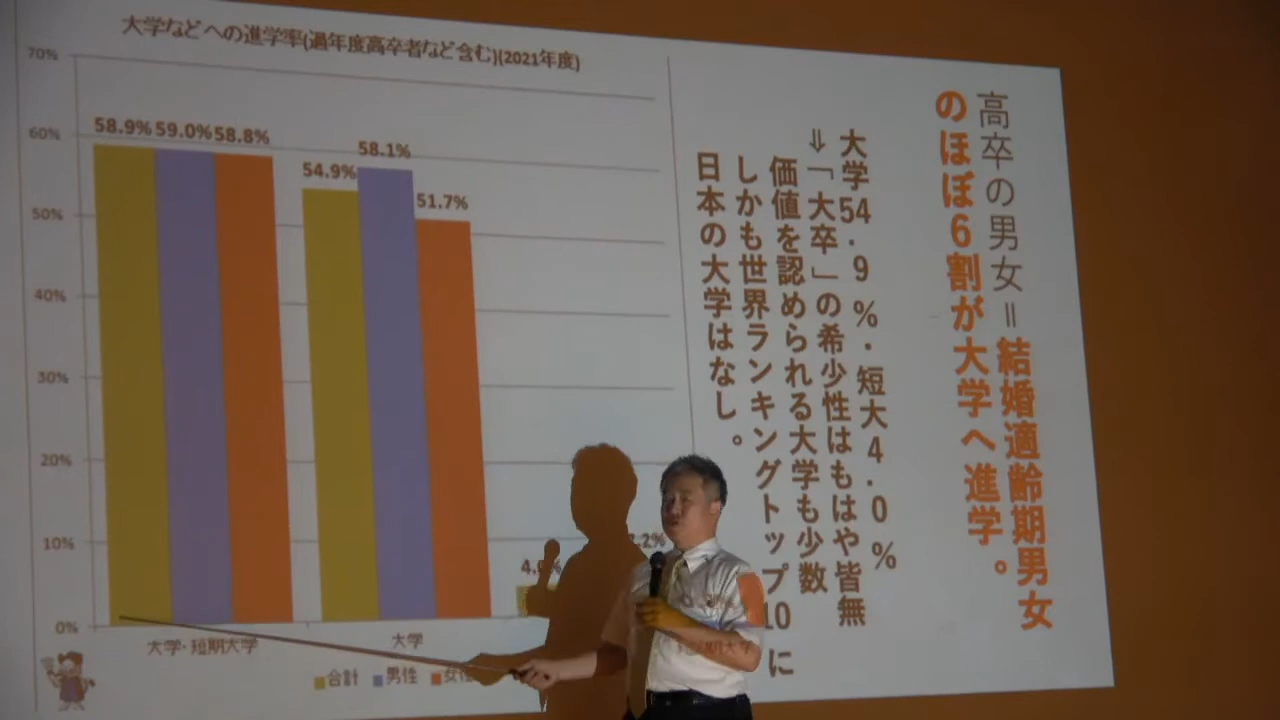 大学などへの進学率(過年度高卒者など含む)(2021年度)
70%
60%
50%
40%
30%
20%
10%
0%
58.9% 59.0% 58.8%
54.9% 58.1% 51.7%
大学・短期大学
大学
合計 男性
高卒の男女＝結婚適齢期男女
のほぼ6割が大学へ進学。
大学54.9％.短大4.0％
⇓「大卒」の希少性はもはや皆無
価値を認められる大学も少数
しかも世界ランキングトップ10に
日本の大学はなし。